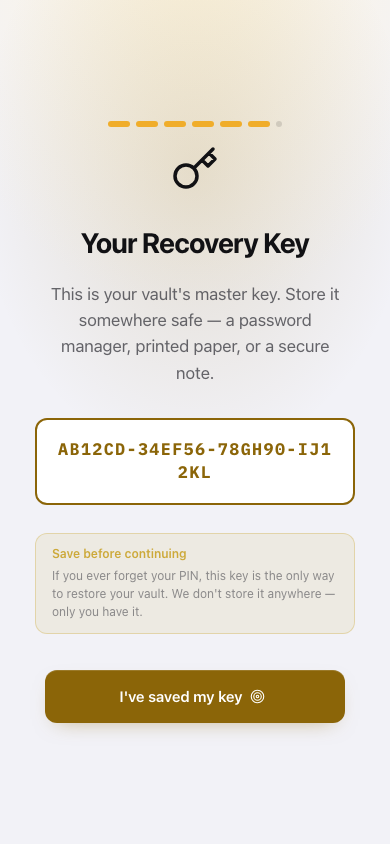 Your Recovery Key
This is your vault's master key. Store it
somewhere safe — a password
manager, printed paper, or a secure
note.
AB12CD-34EF56-78GH90-IJ1
2KL
Save before continuing
If you ever forget your PIN, this key is the only way
to restore your vault. We don't store it anywhere —
only you have it.
I've saved my key